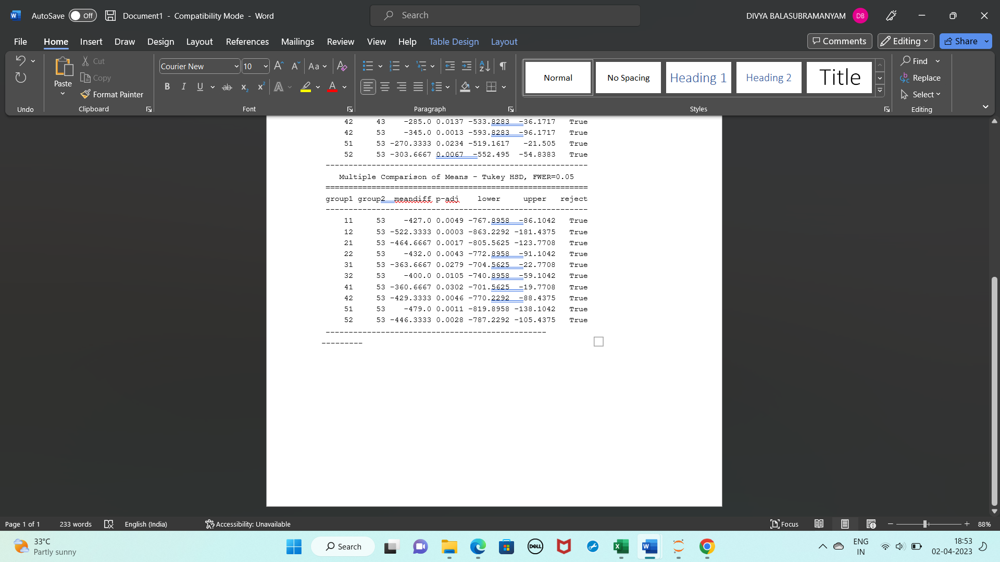 AutoSave Off Document1 - Compatibility Mode - Word Search DIVYA BALASUBRAMANYAM DB
File Home Insert Draw Design Layout References Mailings Review View Help Table Design Layout Comments Editing Share
Cut
Copy
Format Painter
Paste
Courier New 10 Aa
Normal No Spacing Heading 1 Heading 2 Title
Find
Replace
Select
Undo Clipboard Font Paragraph Styles Editing
42 43 -285.0 0.0137 -533.8283 -36.1717 True
42 53 -345.0 0.0013 -593.8283 -96.1717 True
51 53 -270.3333 0.0234 -519.1617 -21.505 True
52 53 -303.6667 0.0067 -552.495 -54.8383 True
---------------------------------------------------------
Multiple Comparison of Means - Tukey HSD, FWER=0.05
=========================================================
group1 group2 meandiff p-adj lower upper reject
---------------------------------------------------------
11 53 -427.0 0.0049 -767.8958 -86.1042 True
12 53 -522.3333 0.0003 -863.2292 -181.4375 True
21 53 -464.6667 0.0017 -805.5625 -123.7708 True
22 53 -432.0 0.0043 -772.8958 -91.1042 True
31 53 -363.6667 0.0279 -704.5625 -22.7708 True
32 53 -400.0 0.0105 -740.8958 -59.1042 True
41 53 -360.6667 0.0302 -701.5625 -19.7708 True
42 53 -429.3333 0.0046 -770.2292 -88.4375 True
51 53 -479.0 0.0011 -819.8958 -138.1042 True
52 53 -446.3333 0.0028 -787.2292 -105.4375 True
------------------------------------------------
---------
Page 1 of 1 233 words English (India) Accessibility: Unavailable Focus 88%
33°C
Partly sunny
Search
DELL
ENG
IN
18:53
02-04-2023